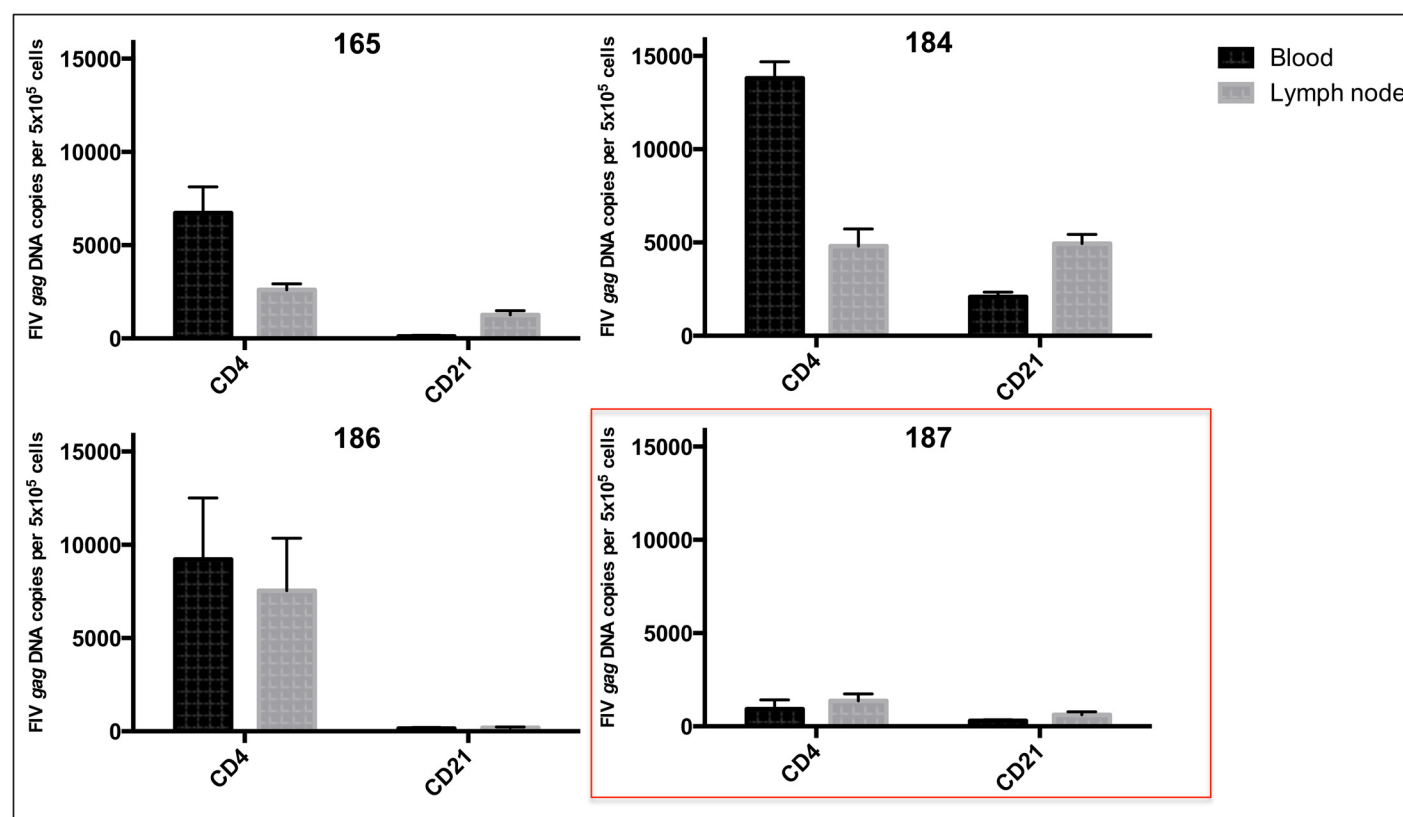 165
FIV gag DNA copies per 5x10⁵ cells
15000
10000
5000
0
CD4
CD21
184
FIV gag DNA copies per 5x10⁵ cells
15000
10000
5000
0
CD4
CD21
Blood
Lymph node
186
FIV gag DNA copies per 5x10⁵ cells
15000
10000
5000
0
CD4
CD21
187
FIV gag DNA copies per 5x10⁵ cells
15000
10000
5000
0
CD4
CD21